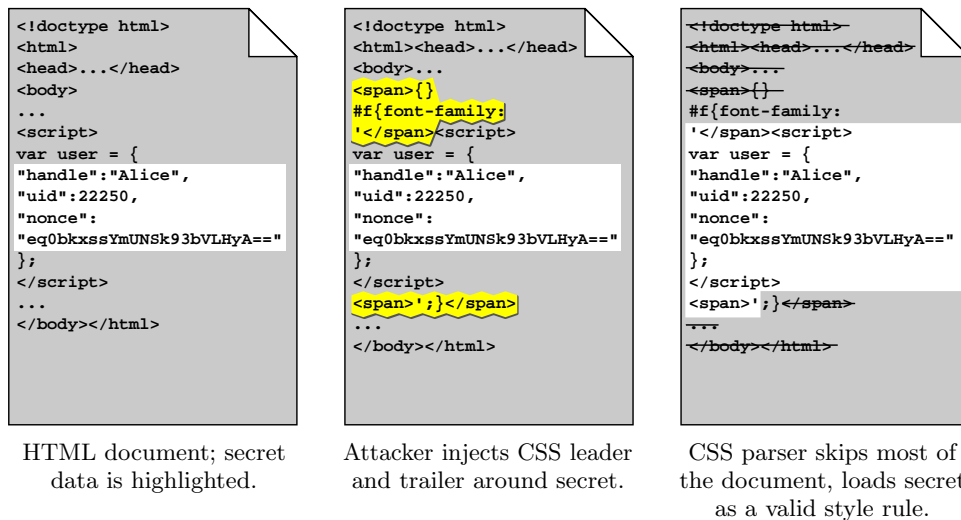 <!doctype html>
<html>
<head>...</head>
<body>
...
<script>
var user = {
"handle":"Alice",
"uid":22250,
"nonce":
"eq0bkxssYmUNSk93bVLHyA=="
};
</script>
...
</body></html>
HTML document; secret
data is highlighted.
<!doctype html>
<html><head>...</head>
<body>...
<span>{}
#f{font-family:
'</span><script>
var user = {
"handle":"Alice",
"uid":22250,
"nonce":
"eq0bkxssYmUNSk93bVLHyA=="
};
</script>
<span>';}</span>
...
</body></html>
Attacker injects CSS leader
and trailer around secret.
<!doctype html>
<html><head>...</head>
<body>...
<span>{}
#f{font-family:
'</span><script>
var user = {
"handle":"Alice",
"uid":22250,
"nonce":
"eq0bkxssYmUNSk93bVLHyA=="
};
</script>
<span>';}</span>
...
</body></html>
CSS parser skips most of
the document, loads secret
as a valid style rule.